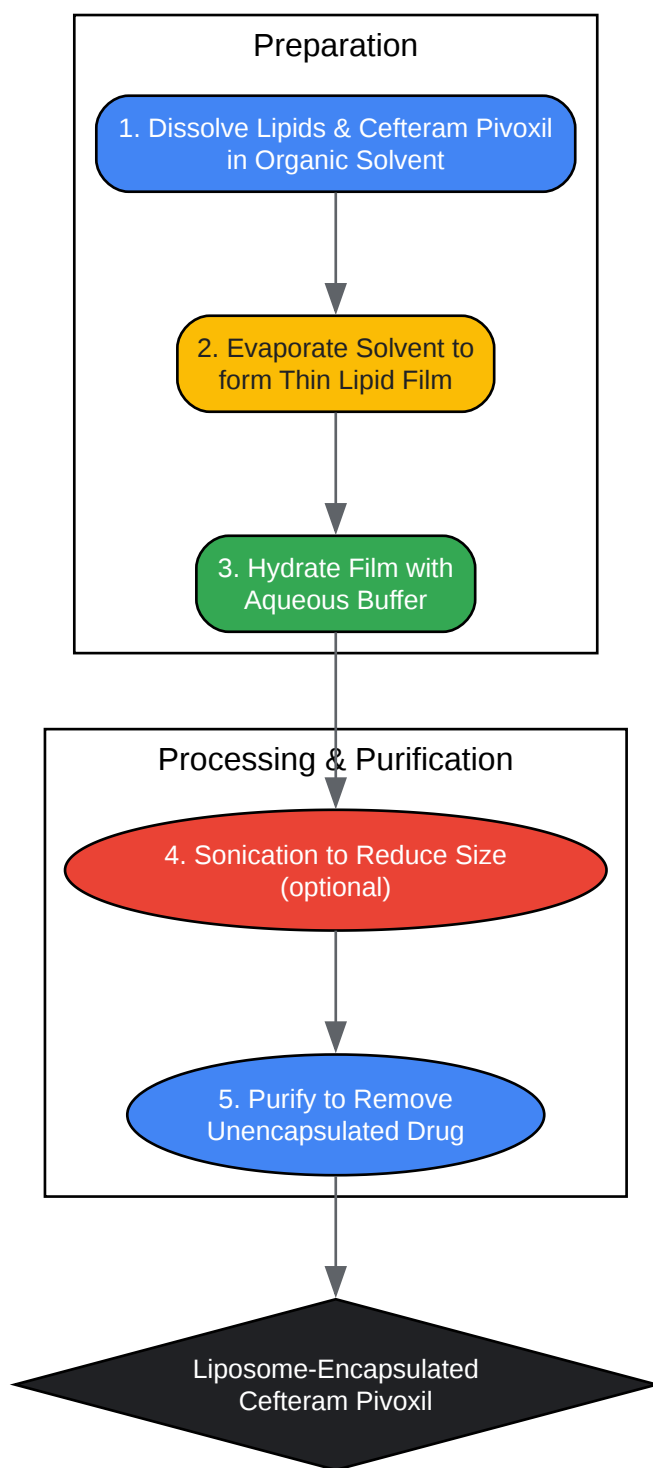 Preparation
1. Dissolve Lipids & Cefteram Pivoxil
in Organic Solvent
2. Evaporate Solvent to
form Thin Lipid Film
3. Hydrate Film with
Aqueous Buffer
Processing & Purification
4. Sonication to Reduce Size
(optional)
5. Purify to Remove
Unencapsulated Drug
Liposome-Encapsulated
Cefteram Pivoxil